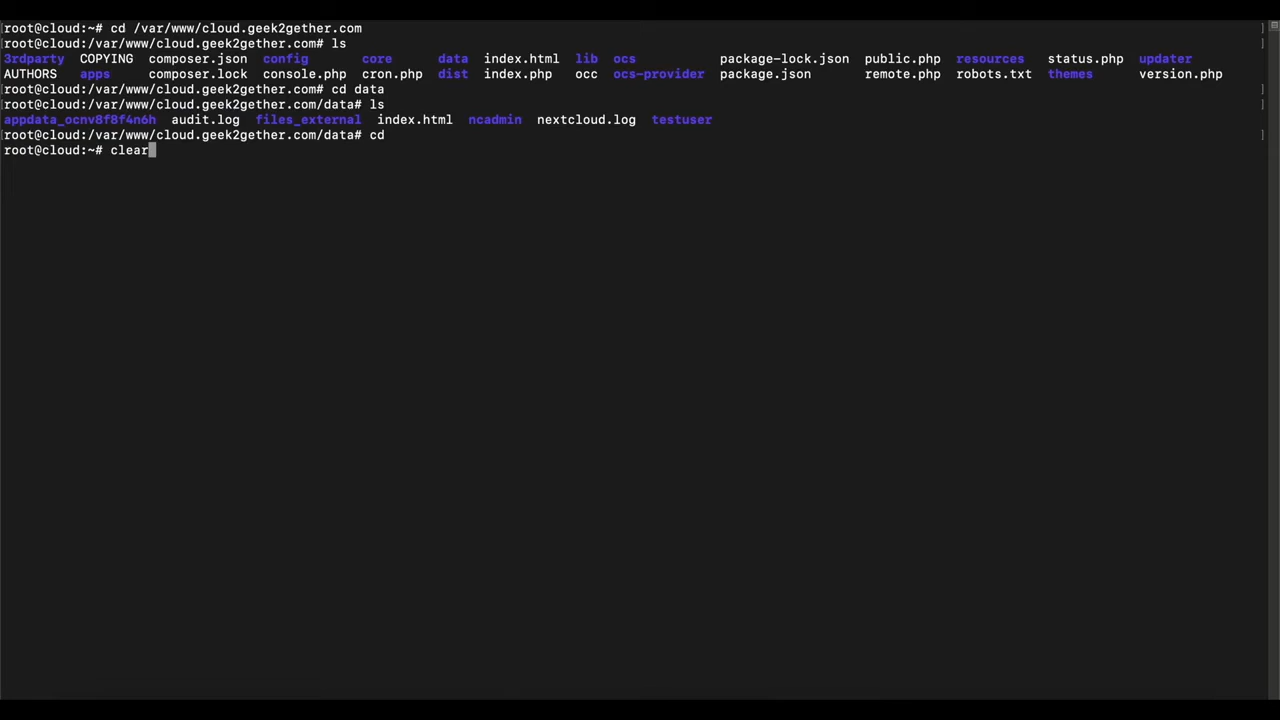 root@cloud:~# cd /var/www/cloud.geek2gether.com
root@cloud:/var/www/cloud.geek2gether.com# ls
3rdparty COPYING composer.json config core data index.html lib ocs package-lock.json public.php resources status.php updater
AUTHORS apps composer.lock console.php cron.php dist index.php occ ocs-provider package.json remote.php robots.txt themes version.php
root@cloud:/var/www/cloud.geek2gether.com# cd data
root@cloud:/var/www/cloud.geek2gether.com/data# ls
appdata_ocnv8f8f4n6h audit.log files_external index.html ncadmin nextcloud.log testuser
root@cloud:/var/www/cloud.geek2gether.com/data# cd
root@cloud:~# clear